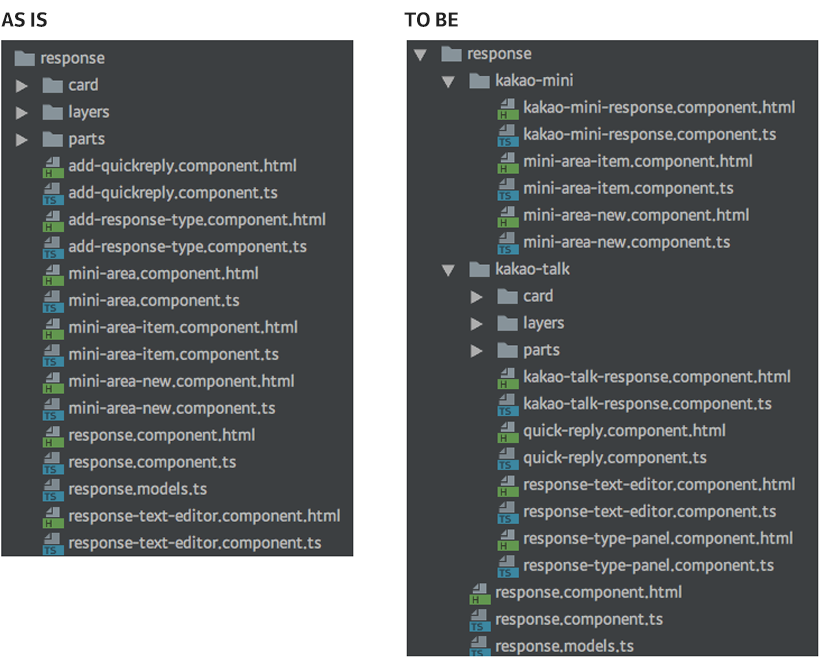 AS IS
response
card
layers
parts
add-quickreply.component.html
add-quickreply.component.ts
add-response-type.component.html
add-response-type.component.ts
mini-area.component.html
mini-area.component.ts
mini-area-item.component.html
mini-area-item.component.ts
mini-area-new.component.html
mini-area-new.component.ts
response.component.html
response.component.ts
response.models.ts
response-text-editor.component.html
response-text-editor.component.ts
TO BE
response
kakao-mini
kakao-mini-response.component.html
kakao-mini-response.component.ts
mini-area-item.component.html
mini-area-item.component.ts
mini-area-new.component.html
mini-area-new.component.ts
kakao-talk
card
layers
parts
kakao-talk-response.component.html
kakao-talk-response.component.ts
quick-reply.component.html
quick-reply.component.ts
response-text-editor.component.html
response-text-editor.component.ts
response-type-panel.component.html
response-type-panel.component.ts
response.component.html
response.component.ts
response.models.ts